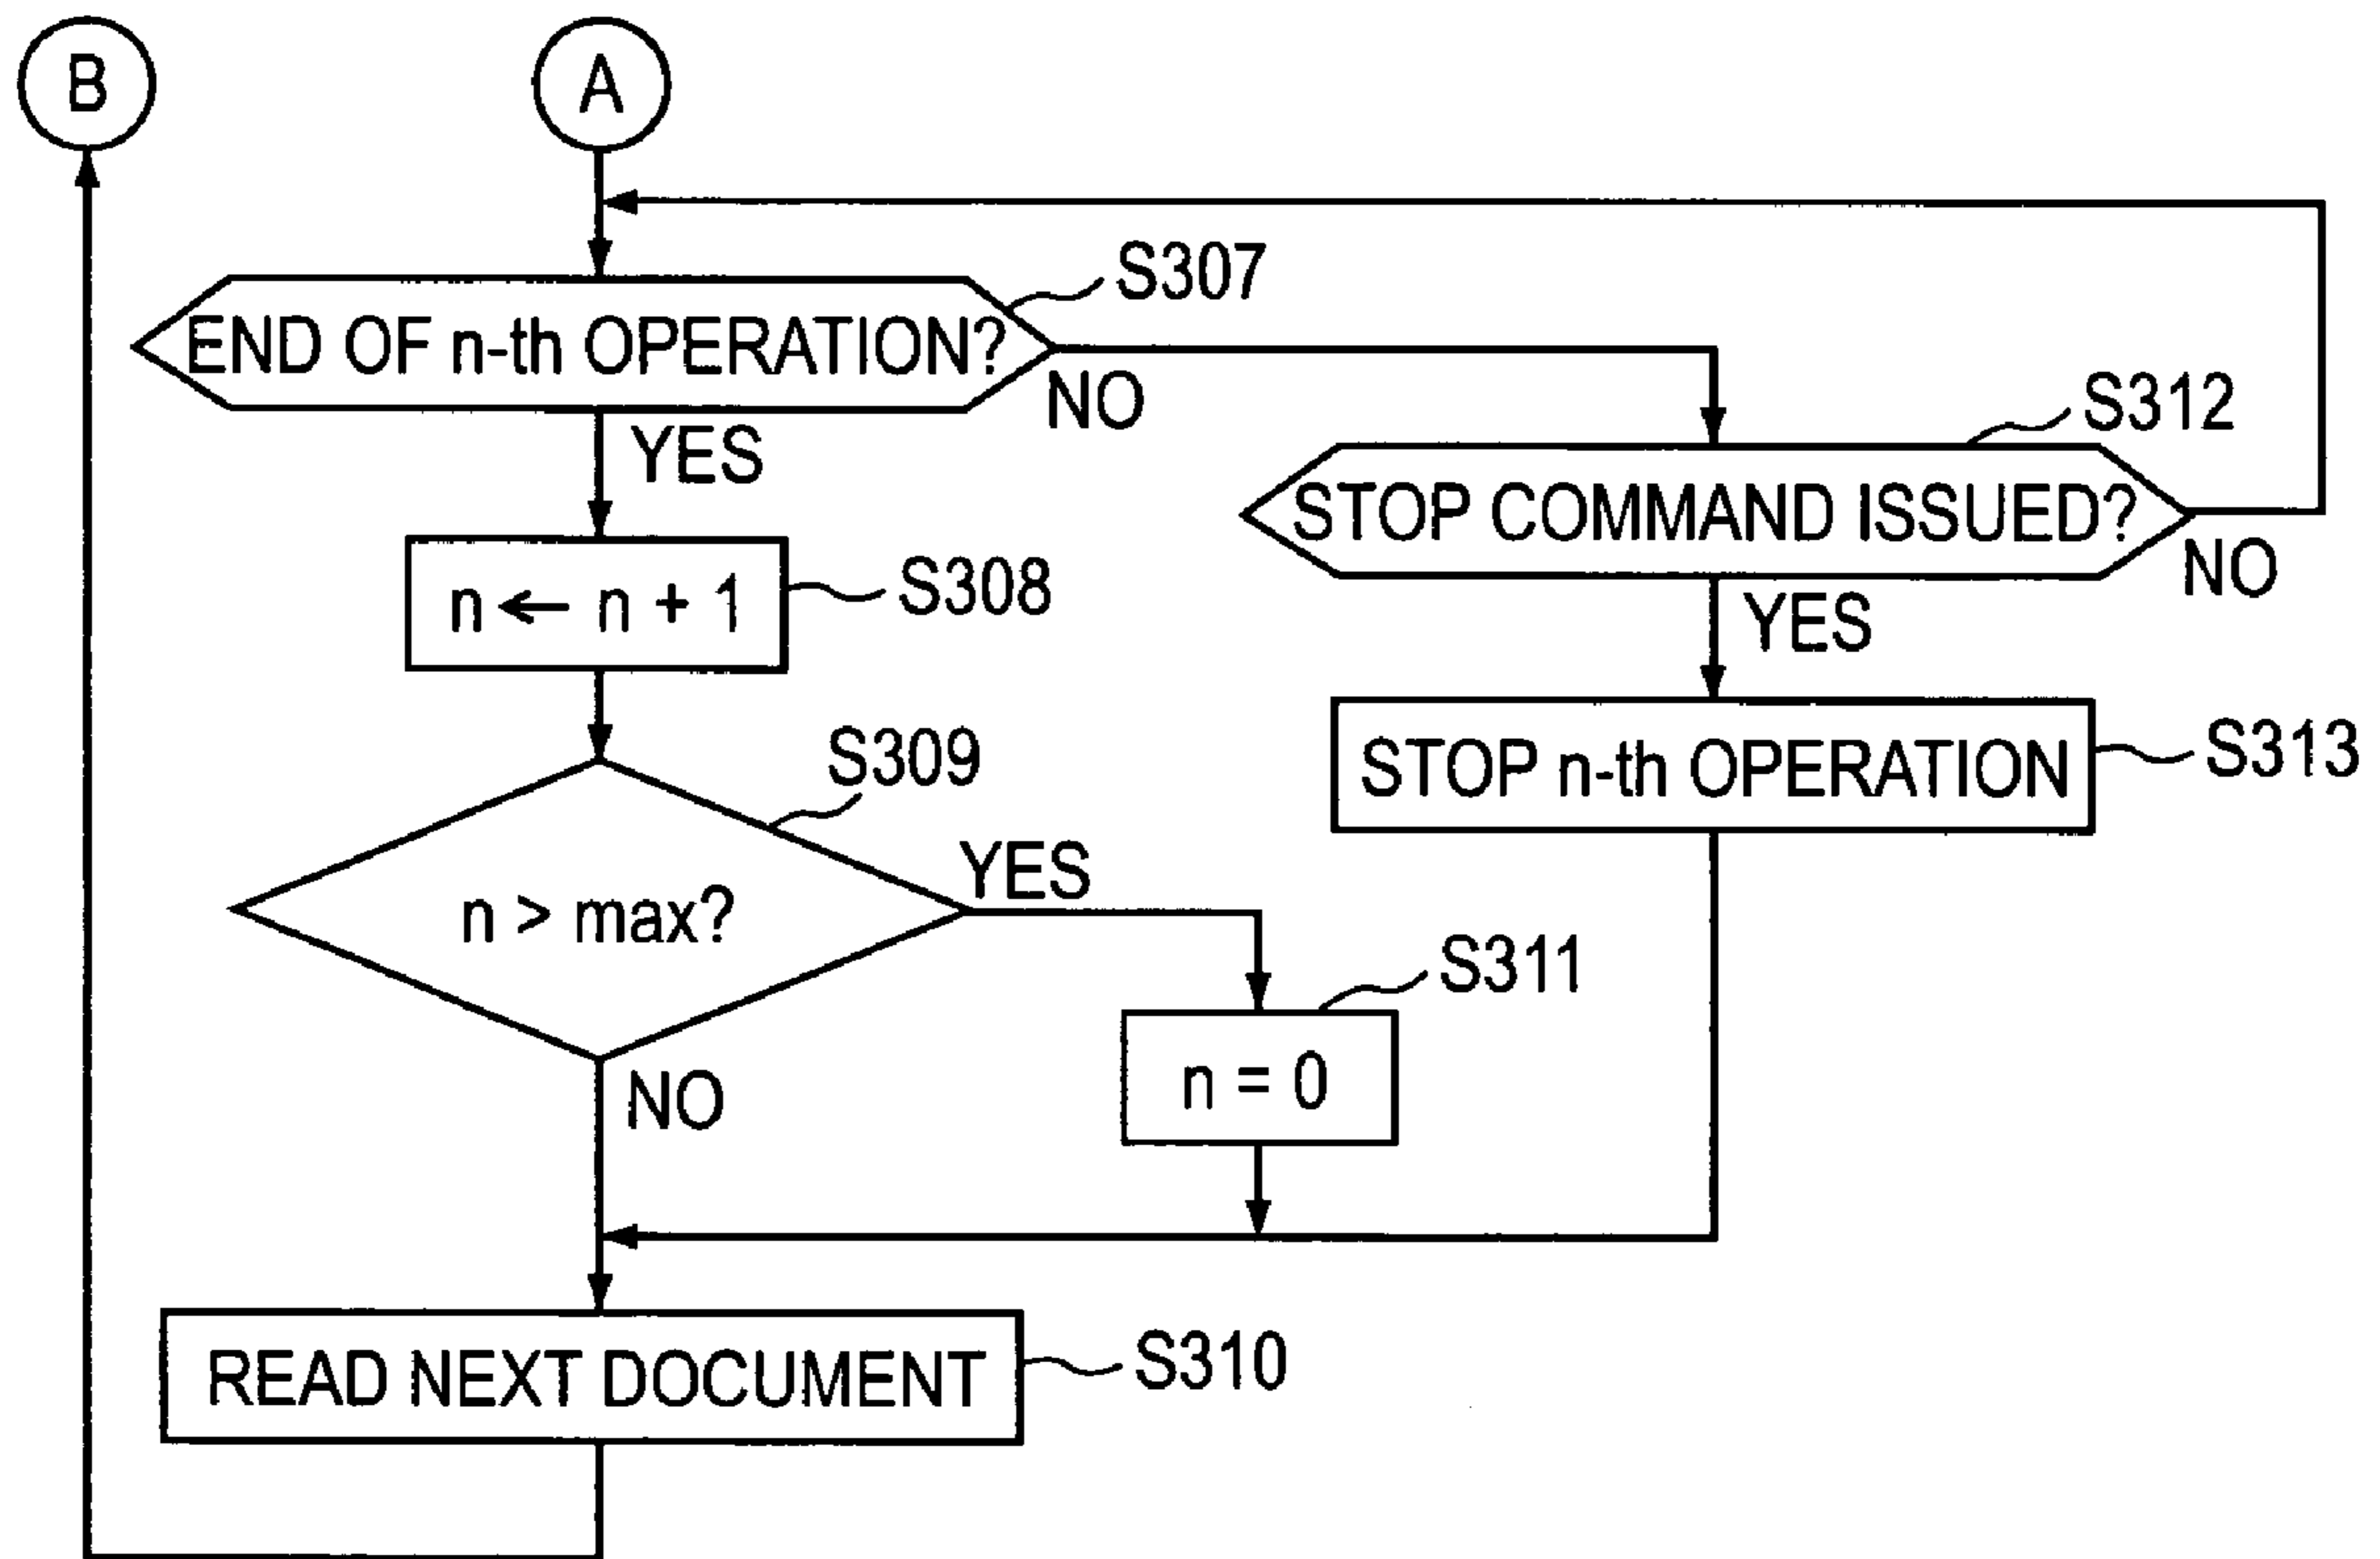 B
A
S307
END OF n-th OPERATION?
NO
YES
S312
STOP COMMAND ISSUED?
NO
YES
n ← n + 1
S308
S309
n > max?
YES
NO
STOP n-th OPERATION
S313
S311
n = 0
READ NEXT DOCUMENT
S310